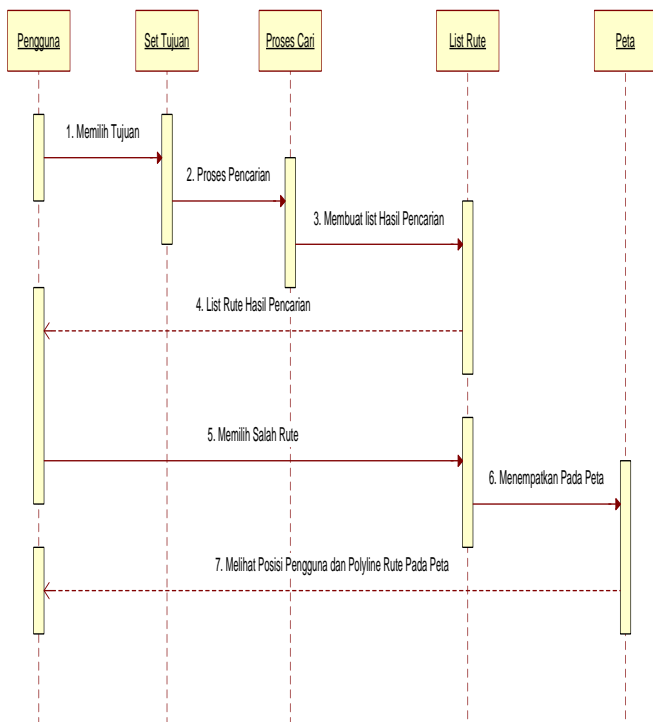 Pengguna
Set Tujuan
Proses Cari
List Rute
Peta
1. Memilih Tujuan
2. Proses Pencarian
3. Membuat list Hasil Pencarian
4. List Rute Hasil Pencarian
5. Memilih Salah Rute
6. Menempatkan Pada Peta
7. Melihat Posisi Pengguna dan Polyline Rute Pada Peta